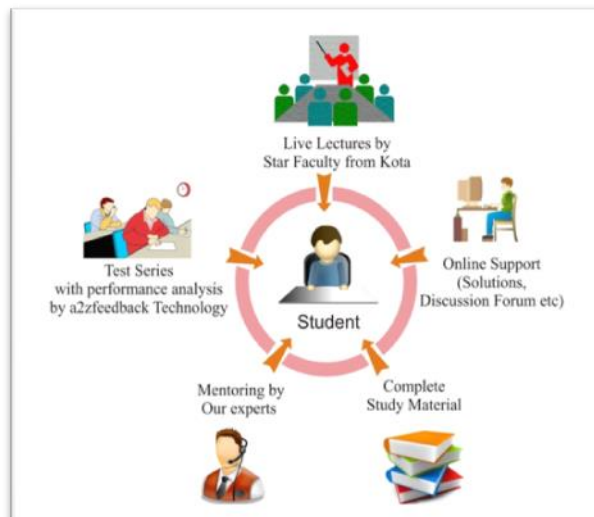 Live Lectures by
Star Faculty from Kota
Test Series
with performance analysis
by a2zfeedback Technology
Online Support
(Solutions,
Discussion Forum etc)
Student
Mentoring by
Our experts
Complete
Study Material